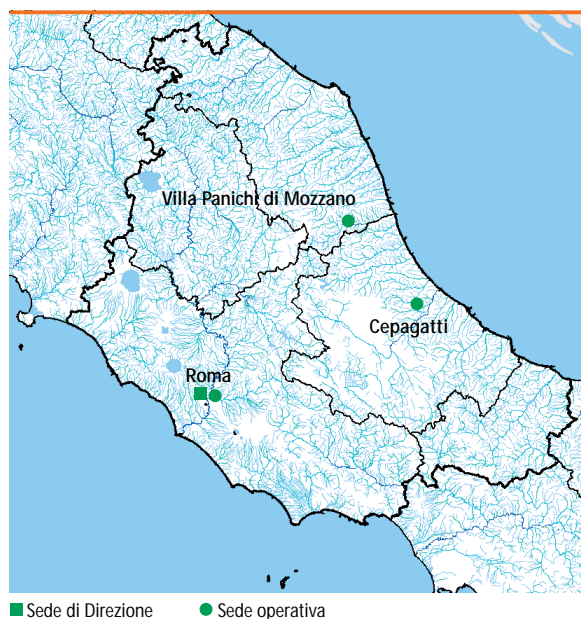 Villa Panichi di Mozzano
Cepagatti
Roma
Sede di Direzione
Sede operativa